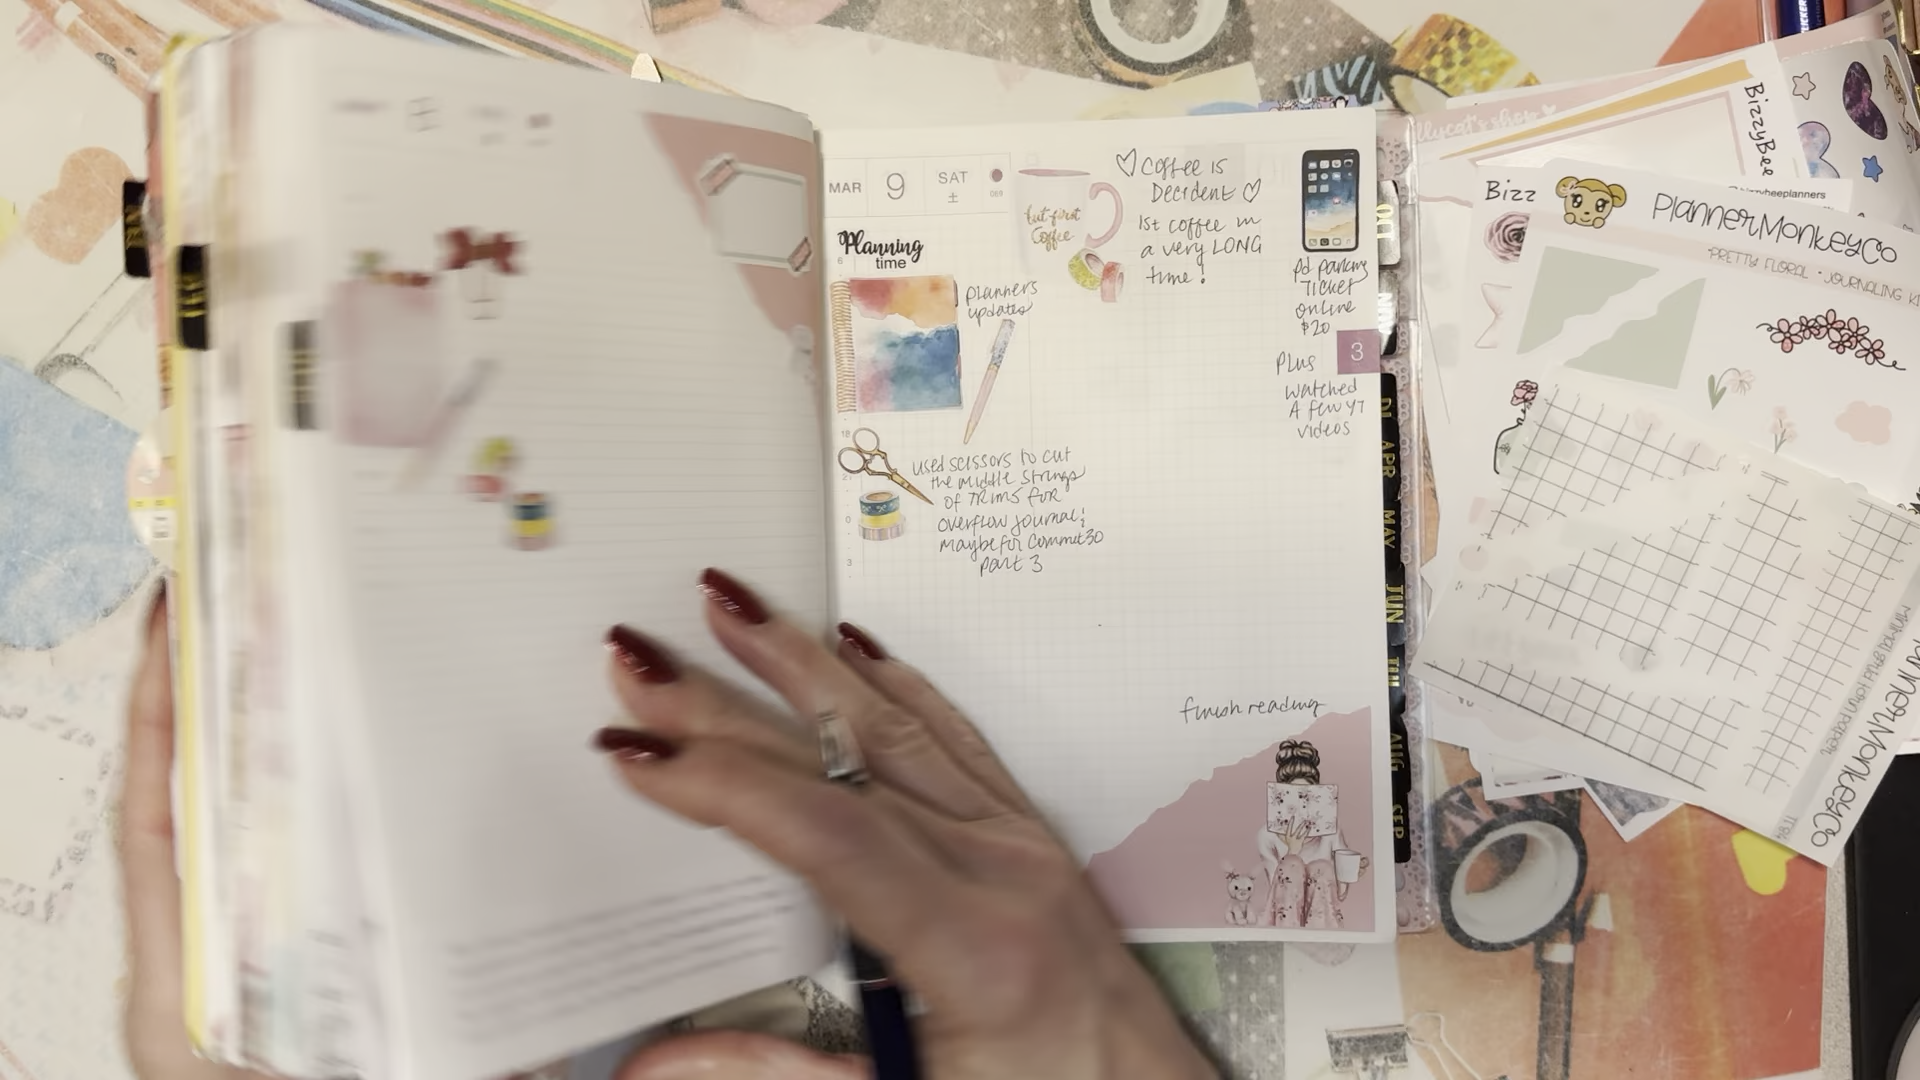 MAR
9
SAT
±
069
but first
Coffee
♡ Coffee is
Decident ♡
1st coffee in
a very LONG
time!
Planning
time
planners
updates
Pd parking
Ticket
online
$20
Plus
3
watched
A few YT
videos
used scissors to cut
the middle strings
of TRims for
overflow journal;
maybe for Commit30
part 3
finish reading
APR
MAY
JUN
AUG
SEP
llycat's shop
BizzyBee
Bizz
PlannerMonkeyCo
PRETTY FLORAL • JOURNALING KI